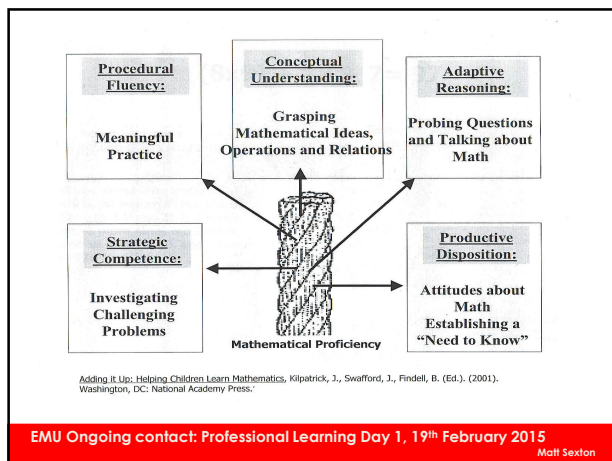 Procedural
Fluency:
Meaningful
Practice
Conceptual
Understanding:
Grasping
Mathematical Ideas,
Operations and Relations
Adaptive
Reasoning:
Probing Questions
and Talking about
Math
Strategic
Competence:
Investigating
Challenging
Problems
Productive
Disposition:
Attitudes about
Math
Establishing a
“Need to Know”
Mathematical Proficiency
Adding it Up: Helping Children Learn Mathematics, Kilpatrick, J., Swafford, J., Findell, B. (Ed.). (2001).
Washington, DC: National Academy Press.’
EMU Ongoing contact: Professional Learning Day 1, 19th February 2015
Matt Sexton